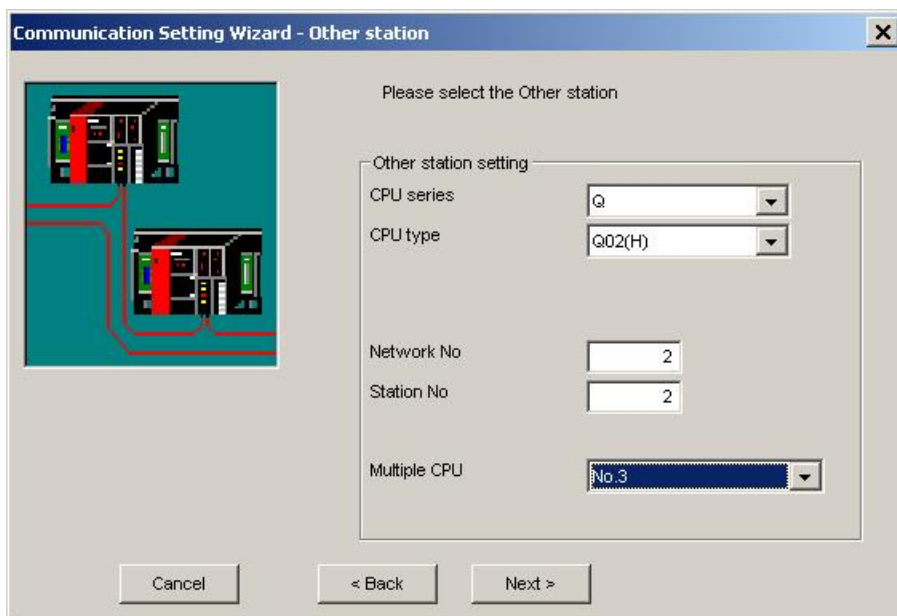 Communication Setting Wizard - Other station
Please select the Other station
Other station setting
CPU series
Q
CPU type
Q02(H)
Network No
2
Station No
2
Multiple CPU
No.3
Cancel
< Back
Next >